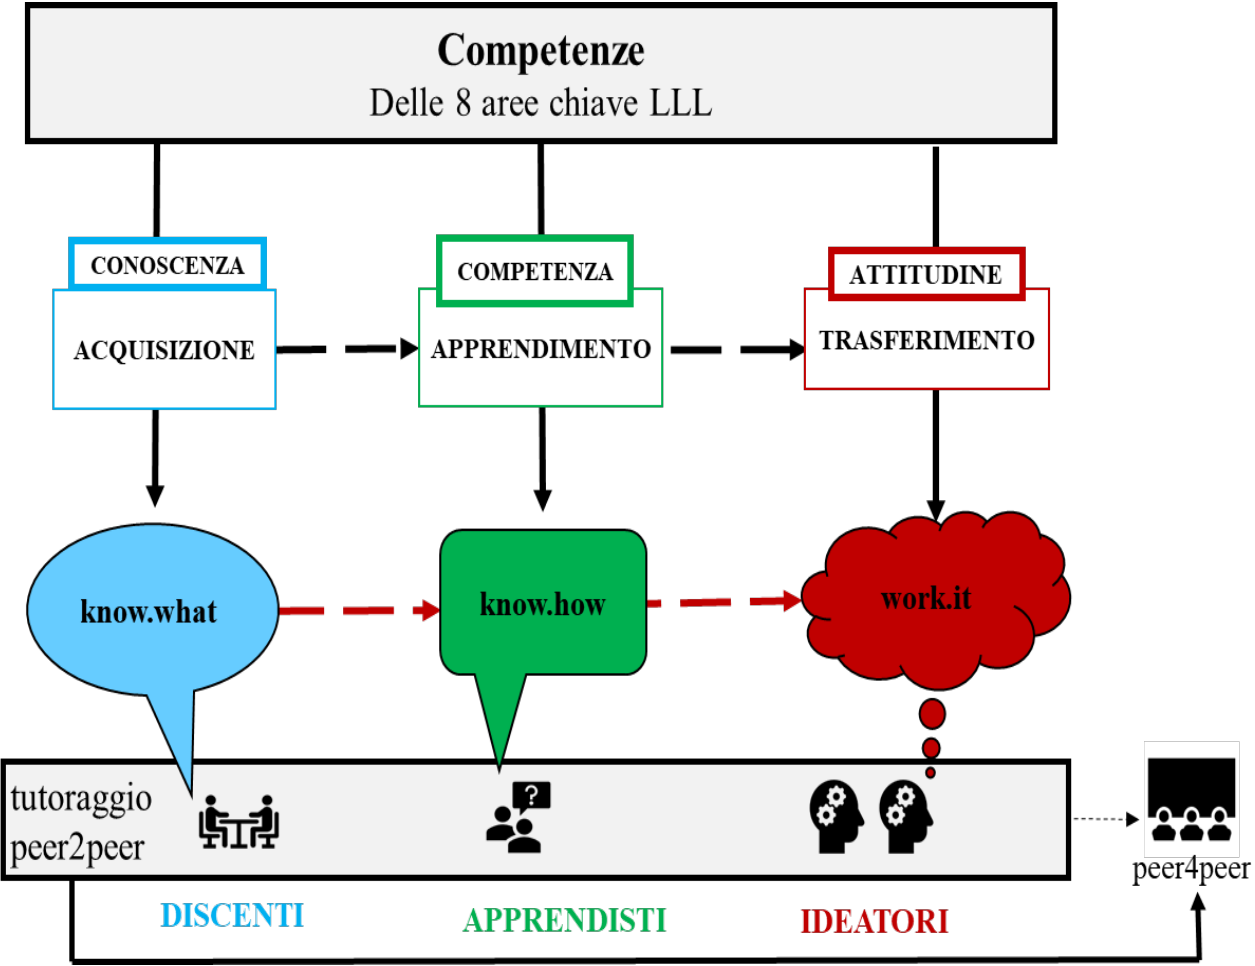 Competenze
Delle 8 aree chiave LLL
CONOSCENZA
COMPETENZA
ATTITUDINE
ACQUISIZIONE
APPRENDIMENTO
TRASFERIMENTO
know.what
know.how
work.it
tutoraggio
peer2peer
?
peer4peer
DISCENTI
APPRENDISTI
IDEATORI